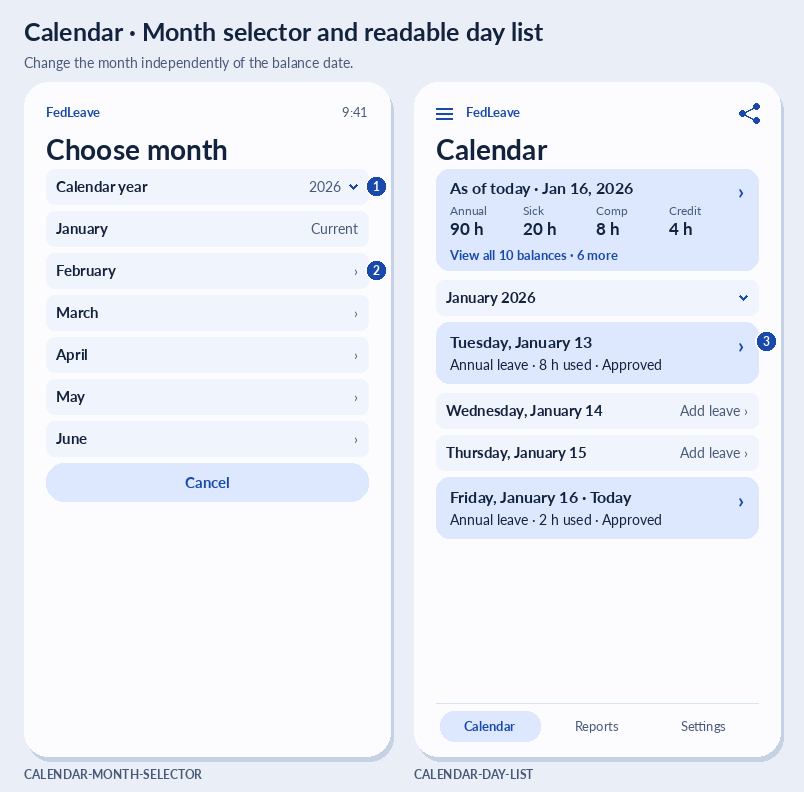 Calendar · Month selector and readable day list
Change the month independently of the balance date.
FedLeave 9:41
Choose month
Calendar year 2026 1
January Current
February › 2
March ›
April ›
May ›
June ›
Cancel
CALENDAR-MONTH-SELECTOR
FedLeave
Calendar
As of today · Jan 16, 2026 ›
Annual Sick Comp Credit
90 h 20 h 8 h 4 h
View all 10 balances · 6 more
January 2026
Tuesday, January 13 › 3
Annual leave · 8 h used · Approved
Wednesday, January 14 Add leave ›
Thursday, January 15 Add leave ›
Friday, January 16 · Today ›
Annual leave · 2 h used · Approved
Calendar Reports Settings
CALENDAR-DAY-LIST